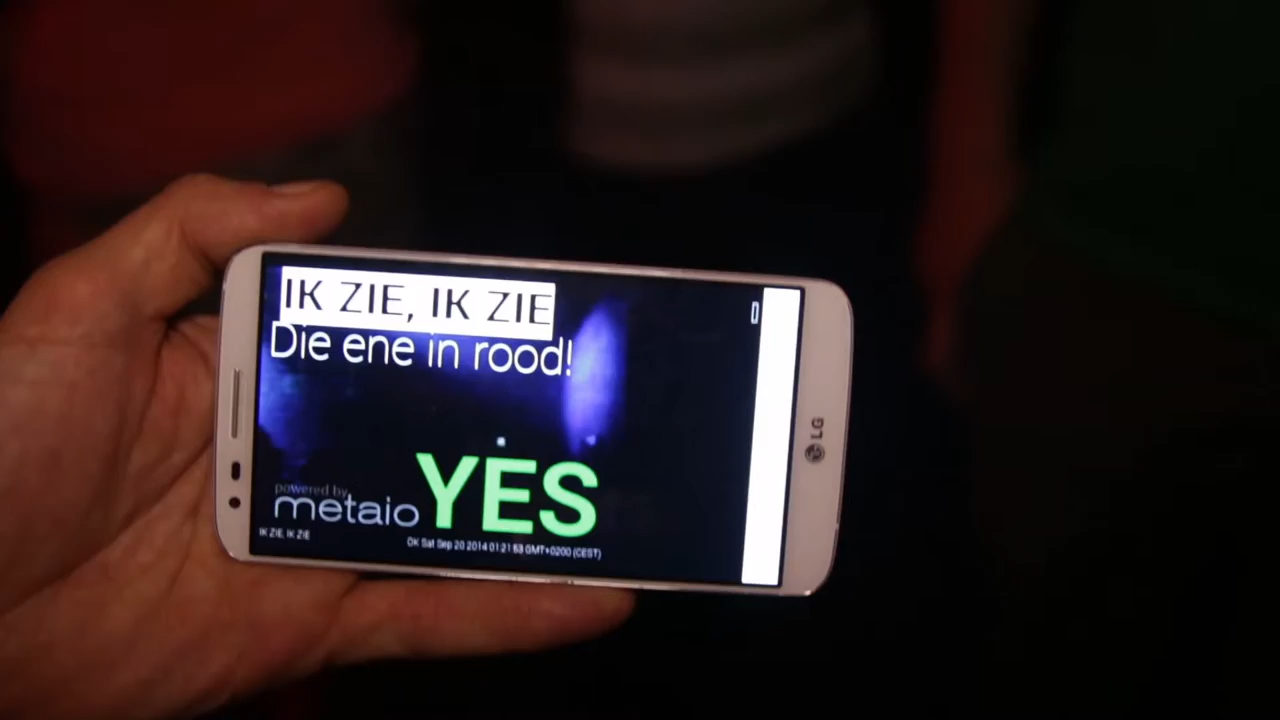 IK ZIE, IK ZIE
Die ene in rood!
YES
powered by
metaio
IK ZIE, IK ZIE
OK Sat Sep 20 2014 01:21:53 GMT+0200 (CEST)
LG